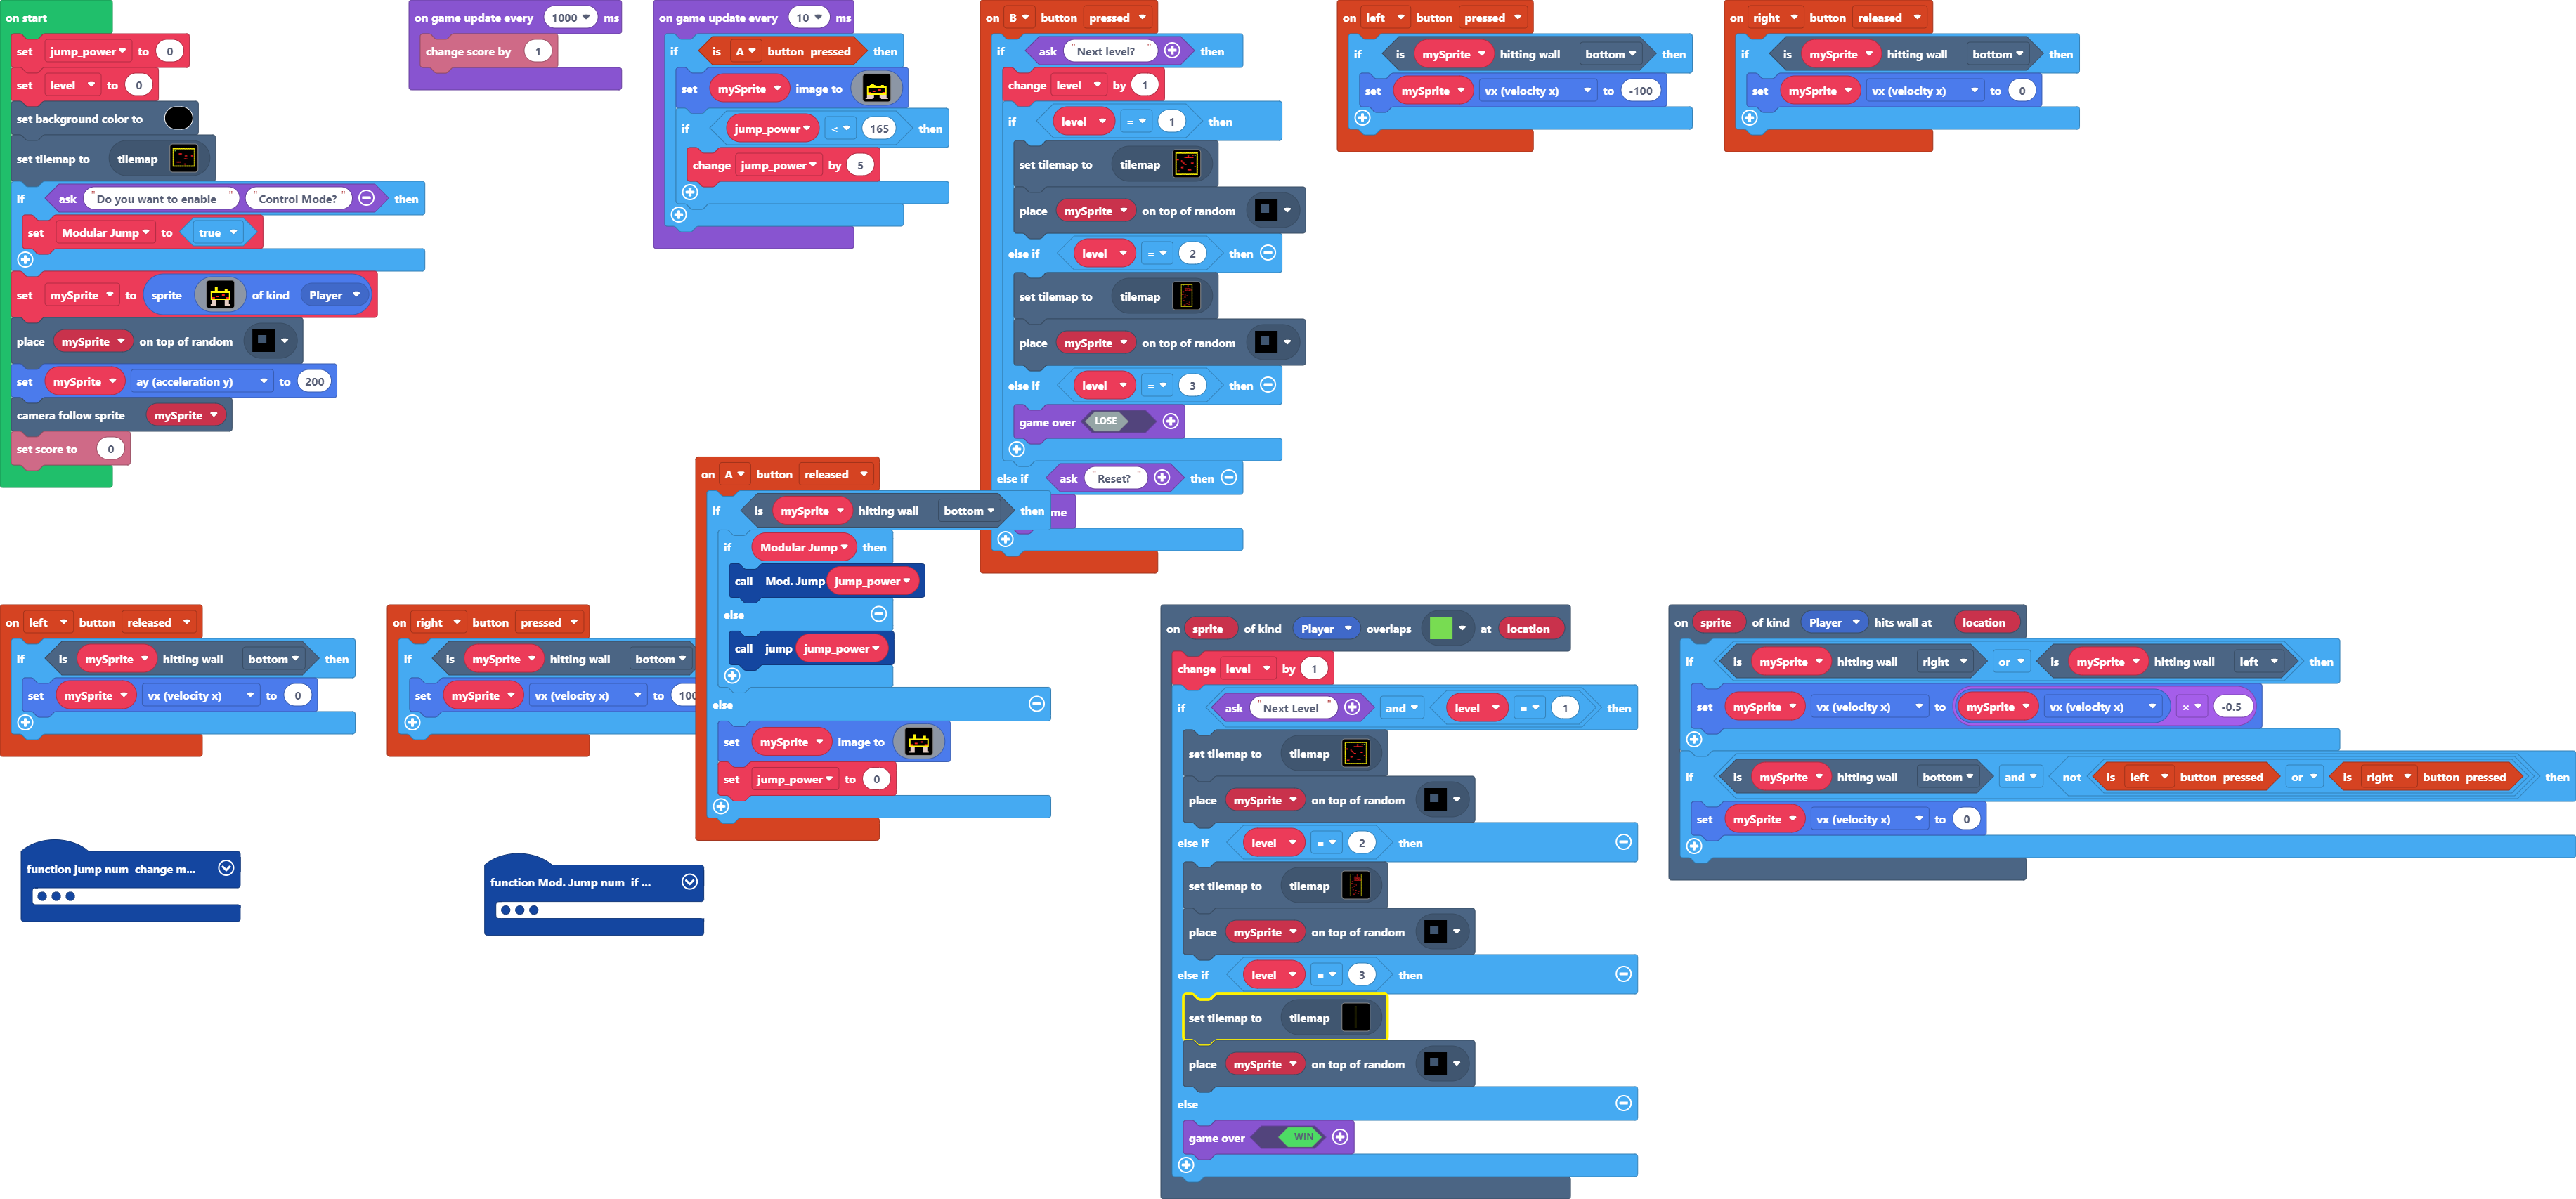 on start
set jump_power to 0
set level to 0
set background color to
set tilemap to tilemap
if ask "Do you want to enable " "Control Mode?" then
set Modular Jump to true
set mySprite to sprite of kind Player
place mySprite on top of random
set mySprite ay (acceleration y) to 200
camera follow sprite mySprite
set score to 0
on game update every 1000 ms
change score by 1
on game update every 10 ms
if is A button pressed then
set mySprite image to
if jump_power < 165 then
change jump_power by 5
on B button pressed
if ask "Next level?" then
change level by 1
if level = 1 then
set tilemap to tilemap
place mySprite on top of random
else if level = 2 then
set tilemap to tilemap
place mySprite on top of random
else if level = 3 then
game over LOSE
else if ask "Reset?" then
me
on left button pressed
if is mySprite hitting wall bottom then
set mySprite vx (velocity x) to -100
on right button released
if is mySprite hitting wall bottom then
set mySprite vx (velocity x) to 0
on A button released
if is mySprite hitting wall bottom then
if Modular Jump then
call Mod. Jump jump_power
else
call jump jump_power
else
set mySprite image to
set jump_power to 0
on left button released
if is mySprite hitting wall bottom then
set mySprite vx (velocity x) to 0
on right button pressed
if is mySprite hitting wall bottom
set mySprite vx (velocity x) to 100
on sprite of kind Player overlaps at location
change level by 1
if ask "Next Level " and level = 1 then
set tilemap to tilemap
place mySprite on top of random
else if level = 2 then
set tilemap to tilemap
place mySprite on top of random
else if level = 3 then
set tilemap to tilemap
place mySprite on top of random
else
game over WIN
on sprite of kind Player hits wall at location
if is mySprite hitting wall right or is mySprite hitting wall left then
set mySprite vx (velocity x) to mySprite vx (velocity x) × -0.5
if is mySprite hitting wall bottom and not is left button pressed or is right button pressed then
set mySprite vx (velocity x) to 0
function jump num change m...
function Mod. Jump num if ...